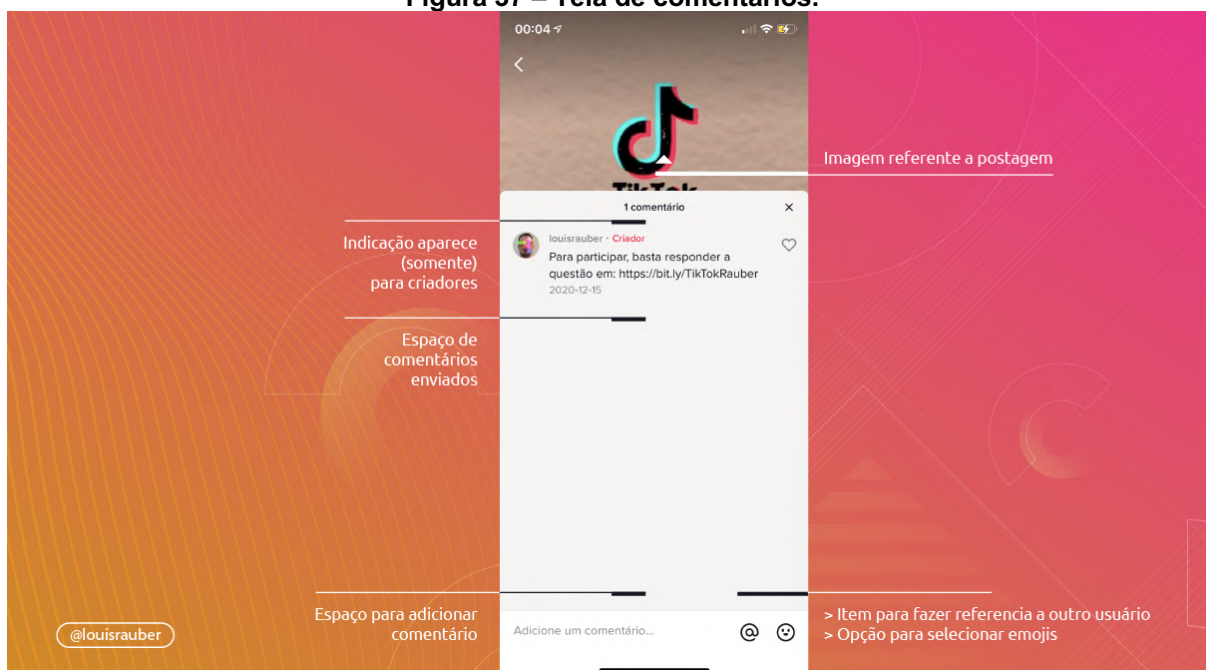 Figura 37 – Tela de comentários.
00:04
TikTok
Imagem referente a postagem
1 comentário
Indicação aparece
(somente)
para criadores
louisrauber · Criador
Para participar, basta responder a
questão em: https://bit.ly/TikTokRauber
2020-12-15
Espaço de
comentários
enviados
Espaço para adicionar
comentário
Adicione um comentário...
@
> Item para fazer referencia a outro usuário
> Opção para selecionar emojis
@louisrauber